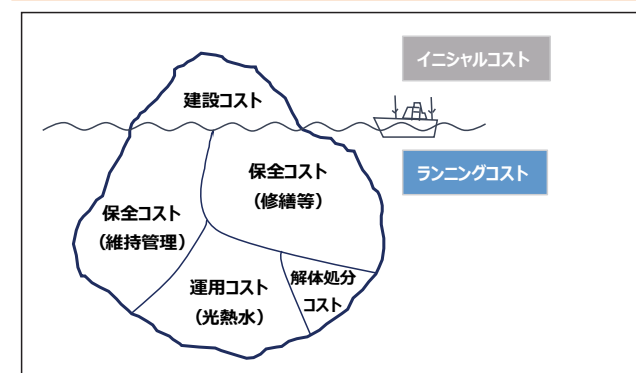 イニシャルコスト
建設コスト
ランニングコスト
保全コスト
（修繕等）
保全コスト
（維持管理）
運用コスト
（光熱水）
解体処分
コスト